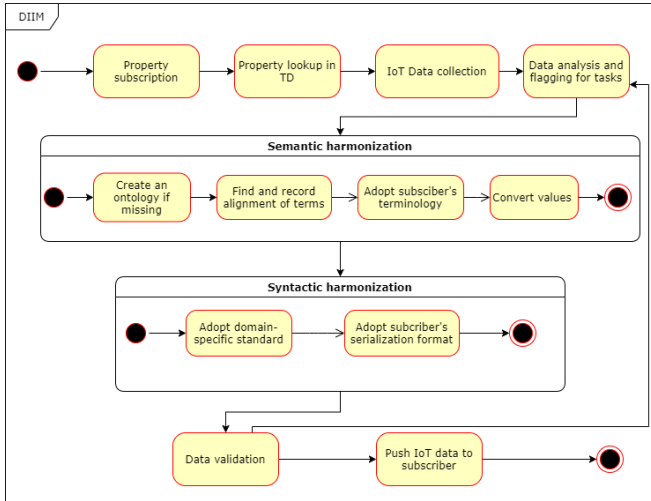 DIIM
Property
subscription
Property lookup in
TD
IoT Data collection
Data analysis and
flagging for tasks
Semantic harmonization
Create an
ontology if
missing
Find and record
alignment of terms
Adopt subsciber's
terminology
Convert values
Syntactic harmonization
Adopt domain-
specific standard
Adopt subcriber's
serialization format
Data validation
Push IoT data to
subscriber